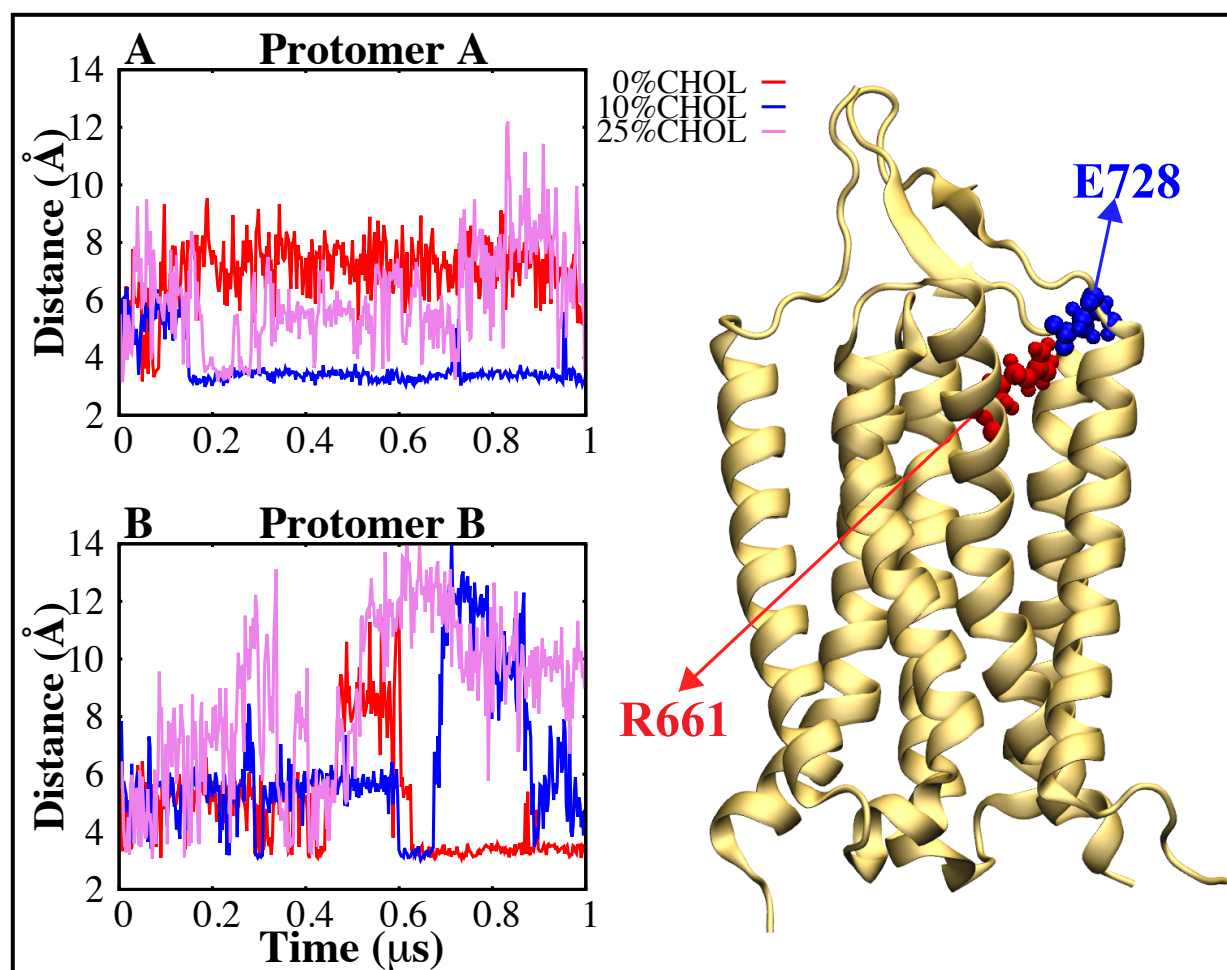 A Protomer A
14
12
10
8
6
4
2
Distance (Å)
0 0.2 0.4 0.6 0.8 1
0%CHOL
10%CHOL
25%CHOL
B Protomer B
14
12
10
8
6
4
2
Distance (Å)
0 0.2 0.4 0.6 0.8 1
Time (μs)
E728
R661